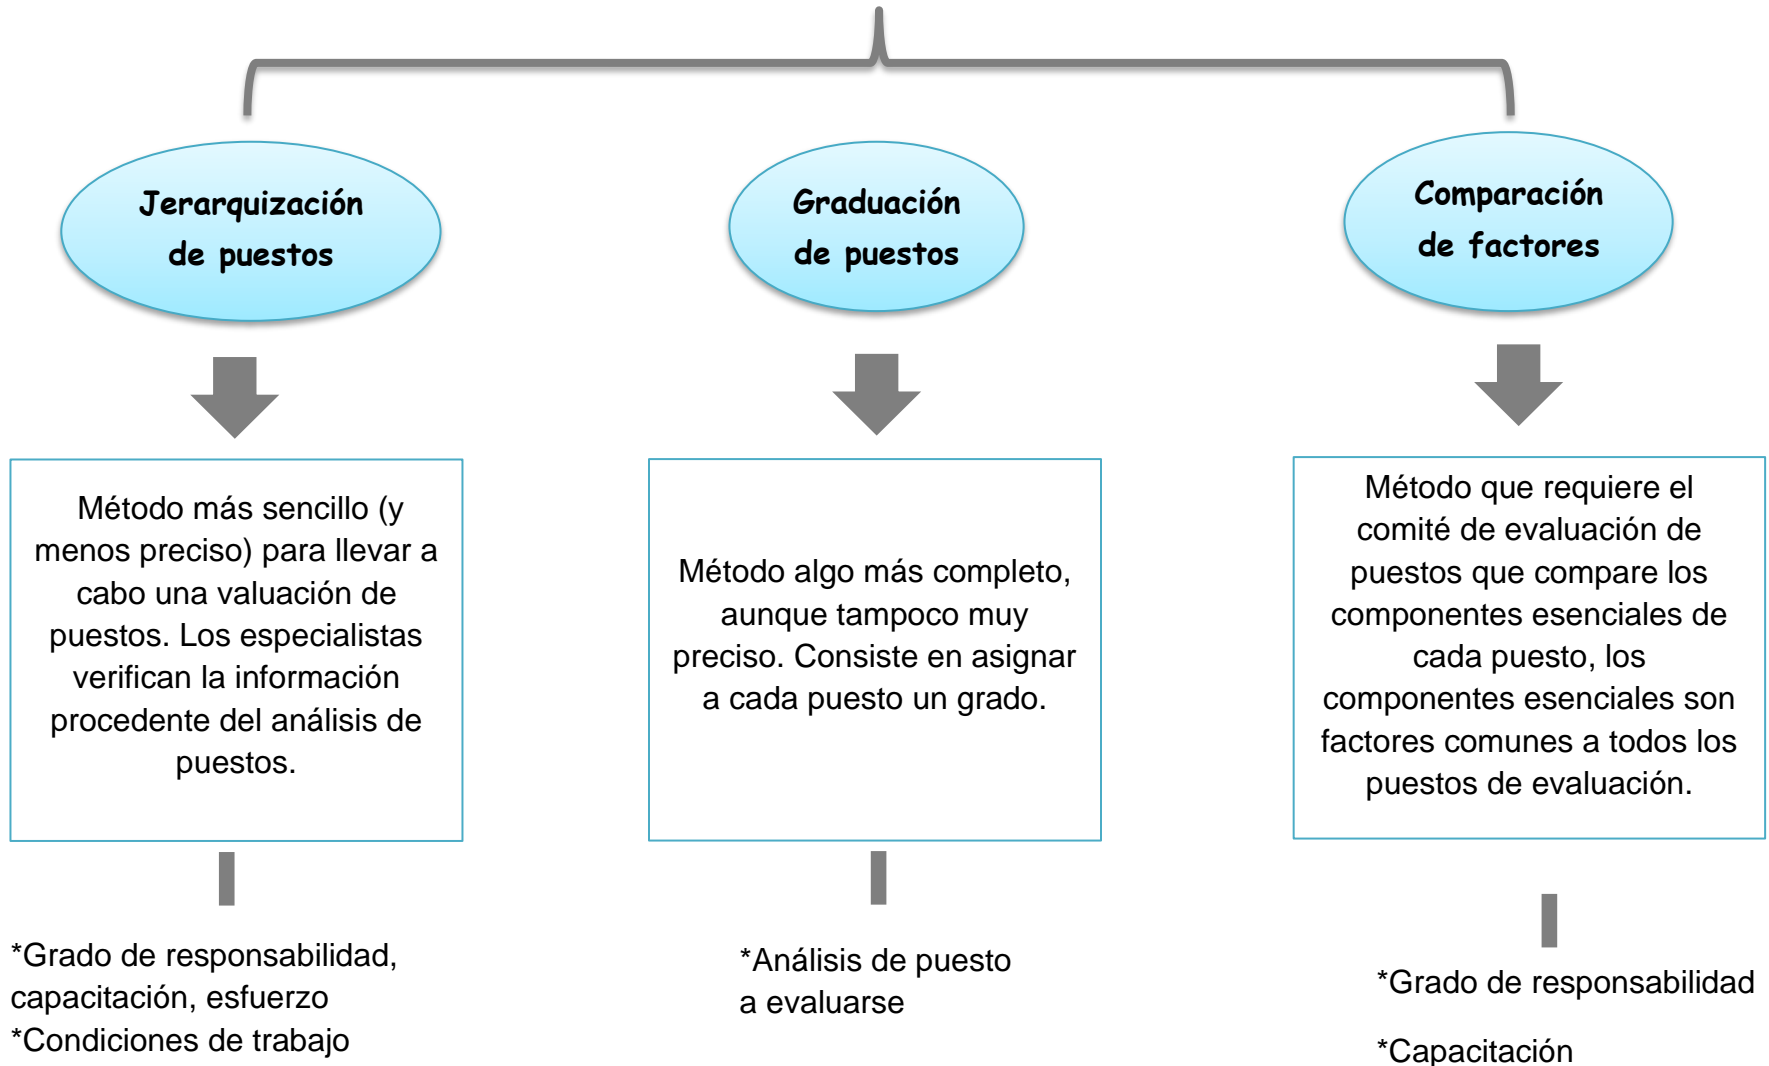 Jerarquización
de puestos
Graduación
de puestos
Comparación
de factores
Método más sencillo (y
menos preciso) para llevar a
cabo una valuación de
puestos. Los especialistas
verifican la información
procedente del análisis de
puestos.
Método algo más completo,
aunque tampoco muy
preciso. Consiste en asignar
a cada puesto un grado.
Método que requiere el
comité de evaluación de
puestos que compare los
componentes esenciales de
cada puesto, los
componentes esenciales son
factores comunes a todos los
puestos de evaluación.
*Grado de responsabilidad,
capacitación, esfuerzo
*Condiciones de trabajo
*Análisis de puesto
a evaluarse
*Grado de responsabilidad
*Capacitación